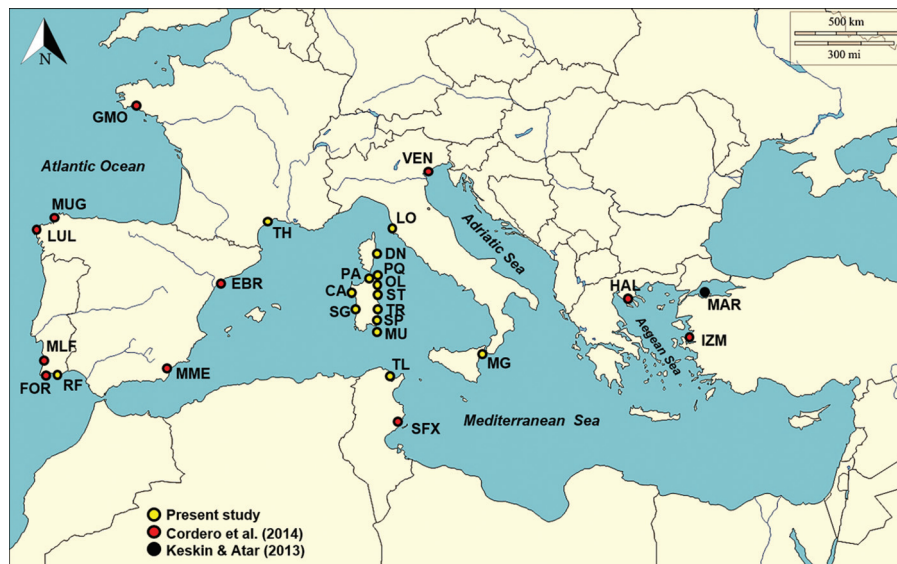 500 km
300 mi
N
GMO
Atlantic Ocean
VEN
MUG
LUL
TH
LO
Adriatic Sea
DN
PA
PQ
OL
CA
ST
SG
TR
SP
MU
EBR
HAL
MAR
Aegean Sea
IZM
MLF
FOR
RF
MME
TL
MG
SFX
Mediterranean Sea
Present study
Cordero et al. (2014)
Keskin & Atar (2013)